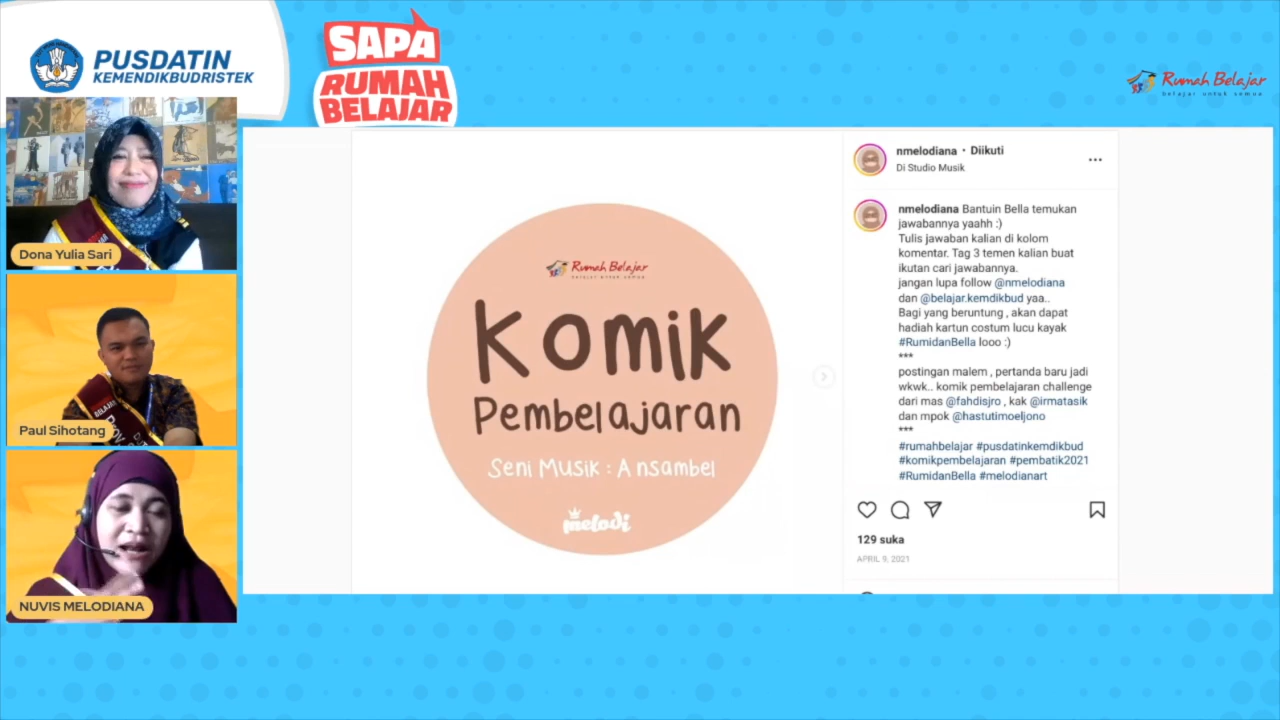 PUSDATIN
KEMENDIKBUDRISTEK
SAPA
RUMAH
BELAJAR
Rumah Belajar
belajar untuk semua
Dona Yulia Sari
Paul Sihotang
BELAJAR
NUVIS MELODIANA
Rumah Belajar
Komik
Pembelajaran
Seni Musik : Ansambel
melodi
nmelodiana • Diikuti
Di Studio Musik
nmelodiana Bantuin Bella temukan
jawabannya yaahh :)
Tulis jawaban kalian di kolom
komentar. Tag 3 temen kalian buat
ikutan cari jawabannya.
jangan lupa follow @nmelodiana
dan @belajar.kemdikbud yaa..
Bagi yang beruntung , akan dapat
hadiah kartun costum lucu kayak
#RumidanBella looo :)
***
postingan malem , pertanda baru jadi
wkwk.. komik pembelajaran challenge
dari mas @fahdisjro , kak @irmatasik
dan mpok @hastutimoeljono
***
#rumahbelajar #pusdatinkemdikbud
#komikpembelajaran #pembatik2021
#RumidanBella #melodianart
129 suka
APRIL 9, 2021